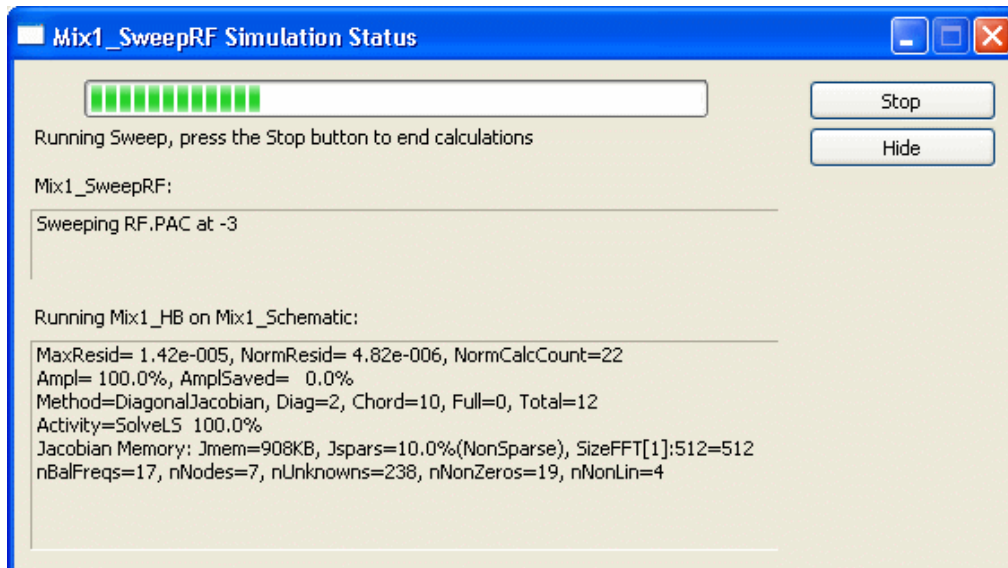 Mix1_SweepRF Simulation Status
Stop
Running Sweep, press the Stop button to end calculations
Hide
Mix1_SweepRF:
Sweeping RF.PAC at -3
Running Mix1_HB on Mix1_Schematic:
MaxResid= 1.42e-005, NormResid= 4.82e-006, NormCalcCount=22
Ampl= 100.0%, AmplSaved=   0.0%
Method=DiagonalJacobian, Diag=2, Chord=10, Full=0, Total=12
Activity=SolveLS  100.0%
Jacobian Memory: Jmem=908KB, Jspars=10.0%(NonSparse), SizeFFT[1]:512=512
nBalFreqs=17, nNodes=7, nUnknowns=238, nNonZeros=19, nNonLin=4